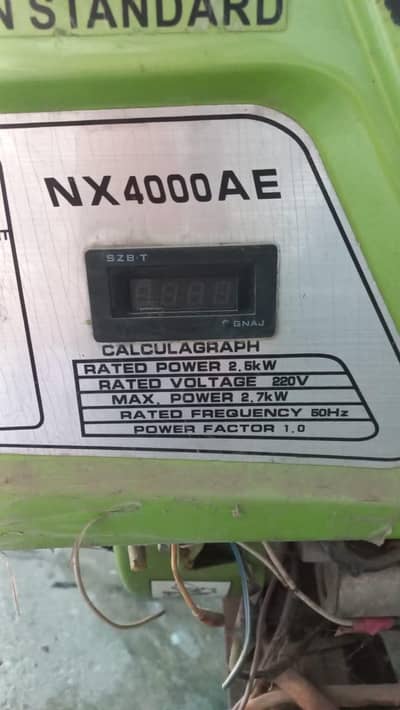 N STANDARD
NX4000AE
SZB·T
GNAJ
CALCULAGRAPH
RATED POWER 2.5kW
RATED VOLTAGE 220V
MAX. POWER 2.7kW
RATED FREQUENCY 50Hz
POWER FACTOR 1.0